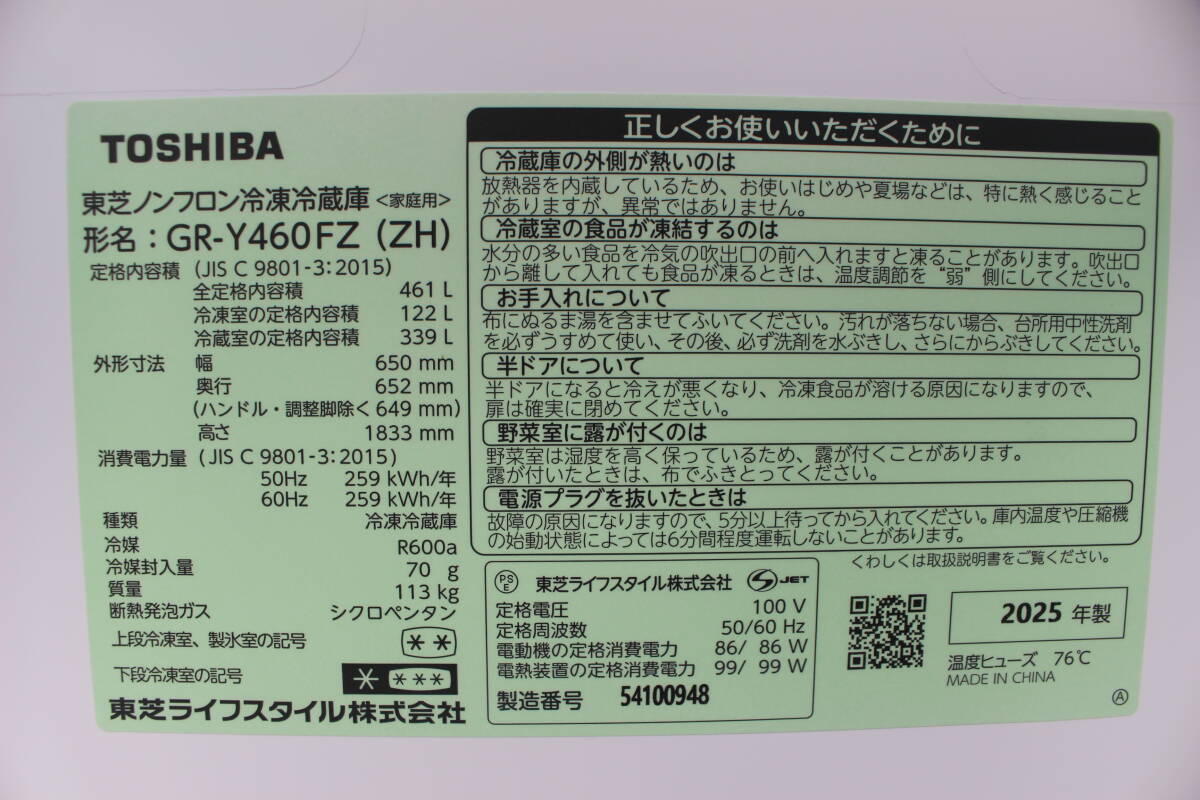 TOSHIBA
東芝ノンフロン冷凍冷蔵庫 <家庭用>
形名：GR-Y460FZ (ZH)
定格内容積 (JIS C 9801-3:2015)
全定格内容積 461 L
冷凍室の定格内容積 122 L
冷蔵室の定格内容積 339 L
外形寸法 幅 650 mm
奥行 652 mm
(ハンドル・調整脚除く 649 mm)
高さ 1833 mm
消費電力量 (JIS C 9801-3:2015)
50Hz 259 kWh/年
60Hz 259 kWh/年
種類 冷凍冷蔵庫
冷媒 R600a
冷媒封入量 70 g
質量 113 kg
断熱発泡ガス シクロペンタン
上段冷凍室、製氷室の記号 **
下段冷凍室の記号 * ***
東芝ライフスタイル株式会社
正しくお使いいただくために
冷蔵庫の外側が熱いのは
放熱器を内蔵しているため、お使いはじめや夏場などは、特に熱く感じること
がありますが、異常ではありません。
冷蔵室の食品が凍結するのは
水分の多い食品を冷気の吹出口の前へ入れますと凍ることがあります。吹出口
から離して入れても食品が凍るときは、温度調節を“弱”側にしてください。
お手入れについて
布にぬるま湯を含ませてふいてください。汚れが落ちない場合、台所用中性洗剤
を必ずうすめて使い、その後、必ず洗剤を水ぶきし、さらにからぶきしてください。
半ドアについて
半ドアになると冷えが悪くなり、冷凍食品が溶ける原因になりますので、
扉は確実に閉めてください。
野菜室に露が付くのは
野菜室は湿度を高く保っているため、露が付くことがあります。
露が付いたときは、布でふきとってください。
電源プラグを抜いたときは
故障の原因になりますので、5分以上待ってから入れてください。庫内温度や圧縮機
の始動状態によっては6分間程度運転しないことがあります。
くわしくは取扱説明書をご覧ください。
PSE 東芝ライフスタイル株式会社 JET
定格電圧 100 V
定格周波数 50/60 Hz
電動機の定格消費電力 86/ 86 W
電熱装置の定格消費電力 99/ 99 W
製造番号 54100948
2025 年製
温度ヒューズ 76℃
MADE IN CHINA
Ⓐ